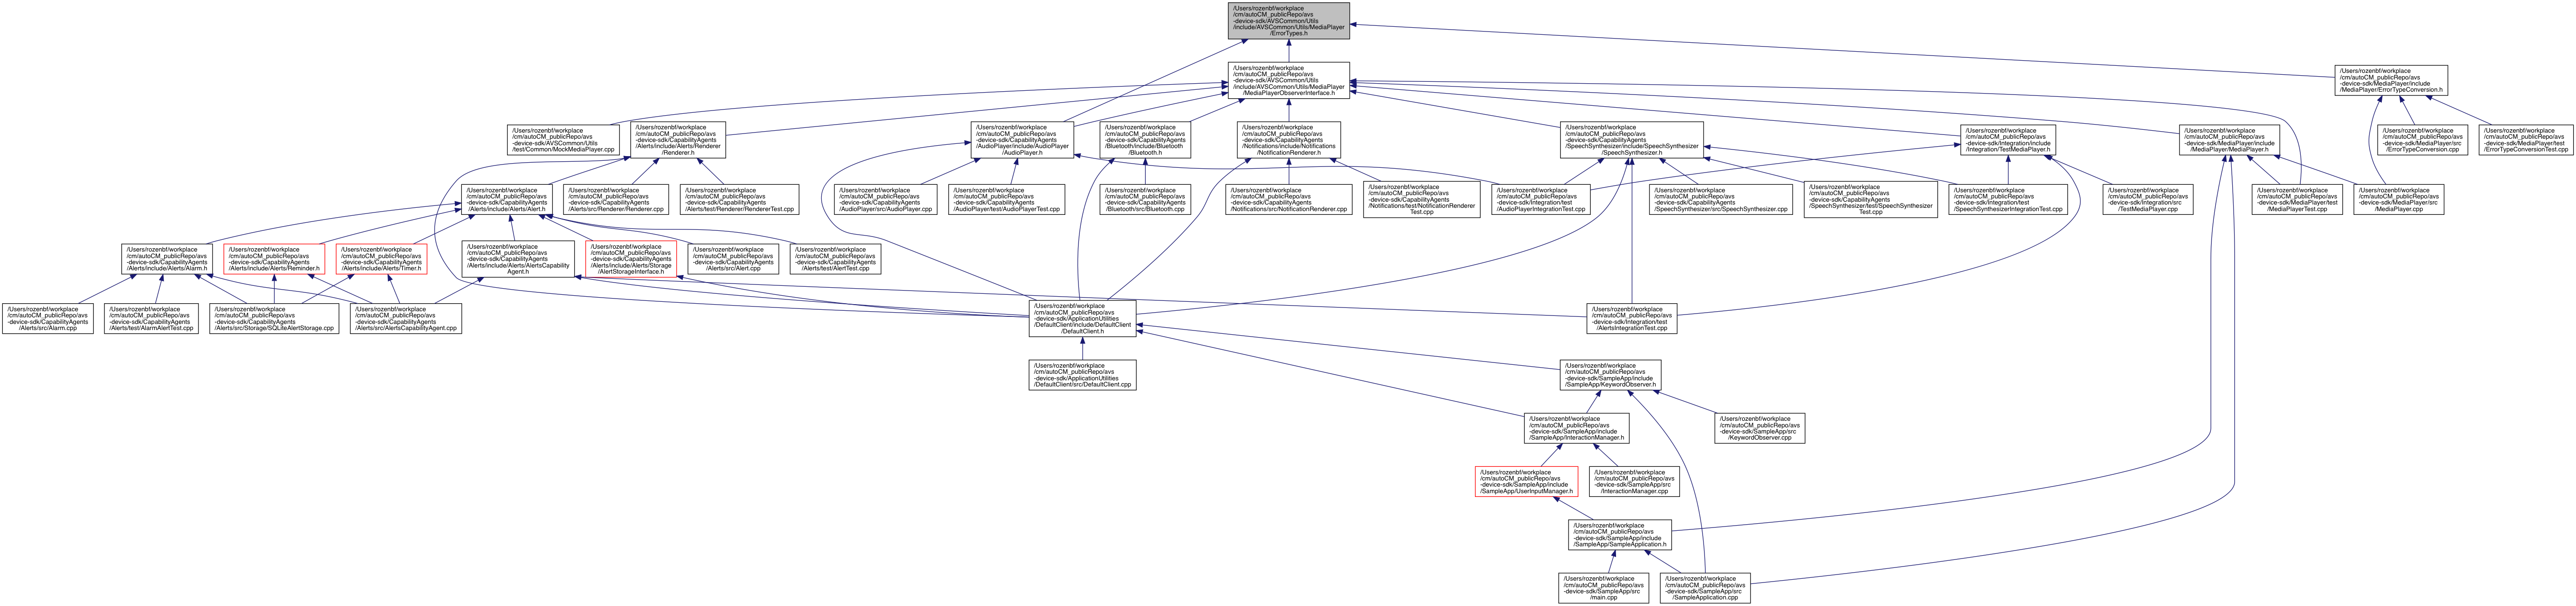 /Users/rozenbf/workplace
/cm/autoCM_publicRepo/avs
-device-sdk/AVSCommon/Utils
/include/AVSCommon/Utils/MediaPlayer
/ErrorTypes.h
/Users/rozenbf/workplace
/cm/autoCM_publicRepo/avs
-device-sdk/AVSCommon/Utils
/include/AVSCommon/Utils/MediaPlayer
/MediaPlayerObserverInterface.h
/Users/rozenbf/workplace
/cm/autoCM_publicRepo/avs
-device-sdk/MediaPlayer/include
/MediaPlayer/ErrorTypeConversion.h
/Users/rozenbf/workplace
/cm/autoCM_publicRepo/avs
-device-sdk/AVSCommon/Utils
/test/Common/MockMediaPlayer.cpp
/Users/rozenbf/workplace
/cm/autoCM_publicRepo/avs
-device-sdk/CapabilityAgents
/Alerts/include/Alerts/Renderer
/Renderer.h
/Users/rozenbf/workplace
/cm/autoCM_publicRepo/avs
-device-sdk/CapabilityAgents
/AudioPlayer/include/AudioPlayer
/AudioPlayer.h
/Users/rozenbf/workplace
/cm/autoCM_publicRepo/avs
-device-sdk/CapabilityAgents
/Bluetooth/include/Bluetooth
/Bluetooth.h
/Users/rozenbf/workplace
/cm/autoCM_publicRepo/avs
-device-sdk/CapabilityAgents
/Notifications/include/Notifications
/NotificationRenderer.h
/Users/rozenbf/workplace
/cm/autoCM_publicRepo/avs
-device-sdk/CapabilityAgents
/SpeechSynthesizer/include/SpeechSynthesizer
/SpeechSynthesizer.h
/Users/rozenbf/workplace
/cm/autoCM_publicRepo/avs
-device-sdk/Integration/include
/Integration/TestMediaPlayer.h
/Users/rozenbf/workplace
/cm/autoCM_publicRepo/avs
-device-sdk/MediaPlayer/include
/MediaPlayer/MediaPlayer.h
/Users/rozenbf/workplace
/cm/autoCM_publicRepo/avs
-device-sdk/MediaPlayer/src
/ErrorTypeConversion.cpp
/Users/rozenbf/workplace
/cm/autoCM_publicRepo/avs
-device-sdk/MediaPlayer/test
/ErrorTypeConversionTest.cpp
/Users/rozenbf/workplace
/cm/autoCM_publicRepo/avs
-device-sdk/CapabilityAgents
/Alerts/include/Alerts/Alert.h
/Users/rozenbf/workplace
/cm/autoCM_publicRepo/avs
-device-sdk/CapabilityAgents
/Alerts/src/Renderer/Renderer.cpp
/Users/rozenbf/workplace
/cm/autoCM_publicRepo/avs
-device-sdk/CapabilityAgents
/Alerts/test/Renderer/RendererTest.cpp
/Users/rozenbf/workplace
/cm/autoCM_publicRepo/avs
-device-sdk/CapabilityAgents
/AudioPlayer/src/AudioPlayer.cpp
/Users/rozenbf/workplace
/cm/autoCM_publicRepo/avs
-device-sdk/CapabilityAgents
/AudioPlayer/test/AudioPlayerTest.cpp
/Users/rozenbf/workplace
/cm/autoCM_publicRepo/avs
-device-sdk/CapabilityAgents
/Bluetooth/src/Bluetooth.cpp
/Users/rozenbf/workplace
/cm/autoCM_publicRepo/avs
-device-sdk/CapabilityAgents
/Notifications/src/NotificationRenderer.cpp
/Users/rozenbf/workplace
/cm/autoCM_publicRepo/avs
-device-sdk/CapabilityAgents
/Notifications/test/NotificationRenderer
Test.cpp
/Users/rozenbf/workplace
/cm/autoCM_publicRepo/avs
-device-sdk/Integration/test
/AudioPlayerIntegrationTest.cpp
/Users/rozenbf/workplace
/cm/autoCM_publicRepo/avs
-device-sdk/CapabilityAgents
/SpeechSynthesizer/src/SpeechSynthesizer.cpp
/Users/rozenbf/workplace
/cm/autoCM_publicRepo/avs
-device-sdk/CapabilityAgents
/SpeechSynthesizer/test/SpeechSynthesizer
Test.cpp
/Users/rozenbf/workplace
/cm/autoCM_publicRepo/avs
-device-sdk/Integration/test
/SpeechSynthesizerIntegrationTest.cpp
/Users/rozenbf/workplace
/cm/autoCM_publicRepo/avs
-device-sdk/Integration/src
/TestMediaPlayer.cpp
/Users/rozenbf/workplace
/cm/autoCM_publicRepo/avs
-device-sdk/MediaPlayer/test
/MediaPlayerTest.cpp
/Users/rozenbf/workplace
/cm/autoCM_publicRepo/avs
-device-sdk/MediaPlayer/src
/MediaPlayer.cpp
/Users/rozenbf/workplace
/cm/autoCM_publicRepo/avs
-device-sdk/CapabilityAgents
/Alerts/include/Alerts/Alarm.h
/Users/rozenbf/workplace
/cm/autoCM_publicRepo/avs
-device-sdk/CapabilityAgents
/Alerts/include/Alerts/Reminder.h
/Users/rozenbf/workplace
/cm/autoCM_publicRepo/avs
-device-sdk/CapabilityAgents
/Alerts/include/Alerts/Timer.h
/Users/rozenbf/workplace
/cm/autoCM_publicRepo/avs
-device-sdk/CapabilityAgents
/Alerts/include/Alerts/AlertsCapability
Agent.h
/Users/rozenbf/workplace
/cm/autoCM_publicRepo/avs
-device-sdk/CapabilityAgents
/Alerts/include/Alerts/Storage
/AlertStorageInterface.h
/Users/rozenbf/workplace
/cm/autoCM_publicRepo/avs
-device-sdk/CapabilityAgents
/Alerts/src/Alert.cpp
/Users/rozenbf/workplace
/cm/autoCM_publicRepo/avs
-device-sdk/CapabilityAgents
/Alerts/test/AlertTest.cpp
/Users/rozenbf/workplace
/cm/autoCM_publicRepo/avs
-device-sdk/CapabilityAgents
/Alerts/src/Alarm.cpp
/Users/rozenbf/workplace
/cm/autoCM_publicRepo/avs
-device-sdk/CapabilityAgents
/Alerts/test/AlarmAlertTest.cpp
/Users/rozenbf/workplace
/cm/autoCM_publicRepo/avs
-device-sdk/CapabilityAgents
/Alerts/src/Storage/SQLiteAlertStorage.cpp
/Users/rozenbf/workplace
/cm/autoCM_publicRepo/avs
-device-sdk/CapabilityAgents
/Alerts/src/AlertsCapabilityAgent.cpp
/Users/rozenbf/workplace
/cm/autoCM_publicRepo/avs
-device-sdk/ApplicationUtilities
/DefaultClient/include/DefaultClient
/DefaultClient.h
/Users/rozenbf/workplace
/cm/autoCM_publicRepo/avs
-device-sdk/Integration/test
/AlertsIntegrationTest.cpp
/Users/rozenbf/workplace
/cm/autoCM_publicRepo/avs
-device-sdk/ApplicationUtilities
/DefaultClient/src/DefaultClient.cpp
/Users/rozenbf/workplace
/cm/autoCM_publicRepo/avs
-device-sdk/SampleApp/include
/SampleApp/KeywordObserver.h
/Users/rozenbf/workplace
/cm/autoCM_publicRepo/avs
-device-sdk/SampleApp/include
/SampleApp/InteractionManager.h
/Users/rozenbf/workplace
/cm/autoCM_publicRepo/avs
-device-sdk/SampleApp/src
/KeywordObserver.cpp
/Users/rozenbf/workplace
/cm/autoCM_publicRepo/avs
-device-sdk/SampleApp/include
/SampleApp/UserInputManager.h
/Users/rozenbf/workplace
/cm/autoCM_publicRepo/avs
-device-sdk/SampleApp/src
/InteractionManager.cpp
/Users/rozenbf/workplace
/cm/autoCM_publicRepo/avs
-device-sdk/SampleApp/include
/SampleApp/SampleApplication.h
/Users/rozenbf/workplace
/cm/autoCM_publicRepo/avs
-device-sdk/SampleApp/src
/main.cpp
/Users/rozenbf/workplace
/cm/autoCM_publicRepo/avs
-device-sdk/SampleApp/src
/SampleApplication.cpp